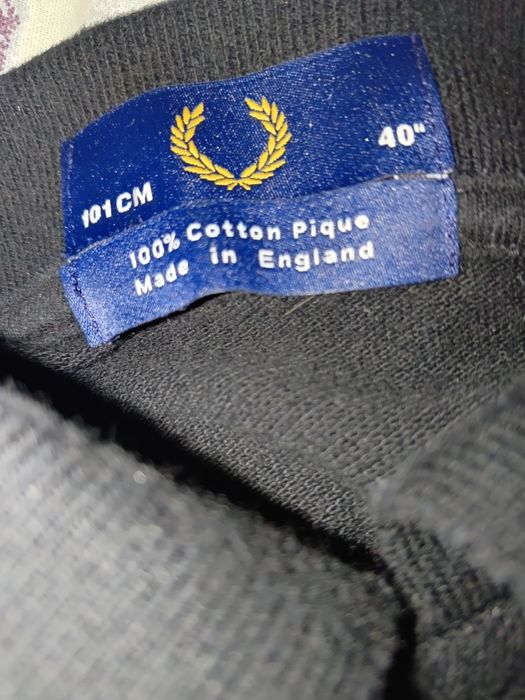 101 CM 40"
100% Cotton Pique
Made in England